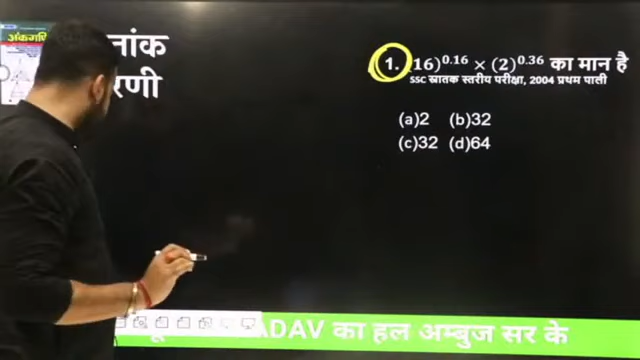 अंकगणित
नांक
रणी
1. (16)^0.16 × (2)^0.36 का मान है
SSC स्नातक स्तरीय परीक्षा, 2004 प्रथम पाली
(a)2 (b)32
(c)32 (d)64
ADAV का हल अम्बुज सर के